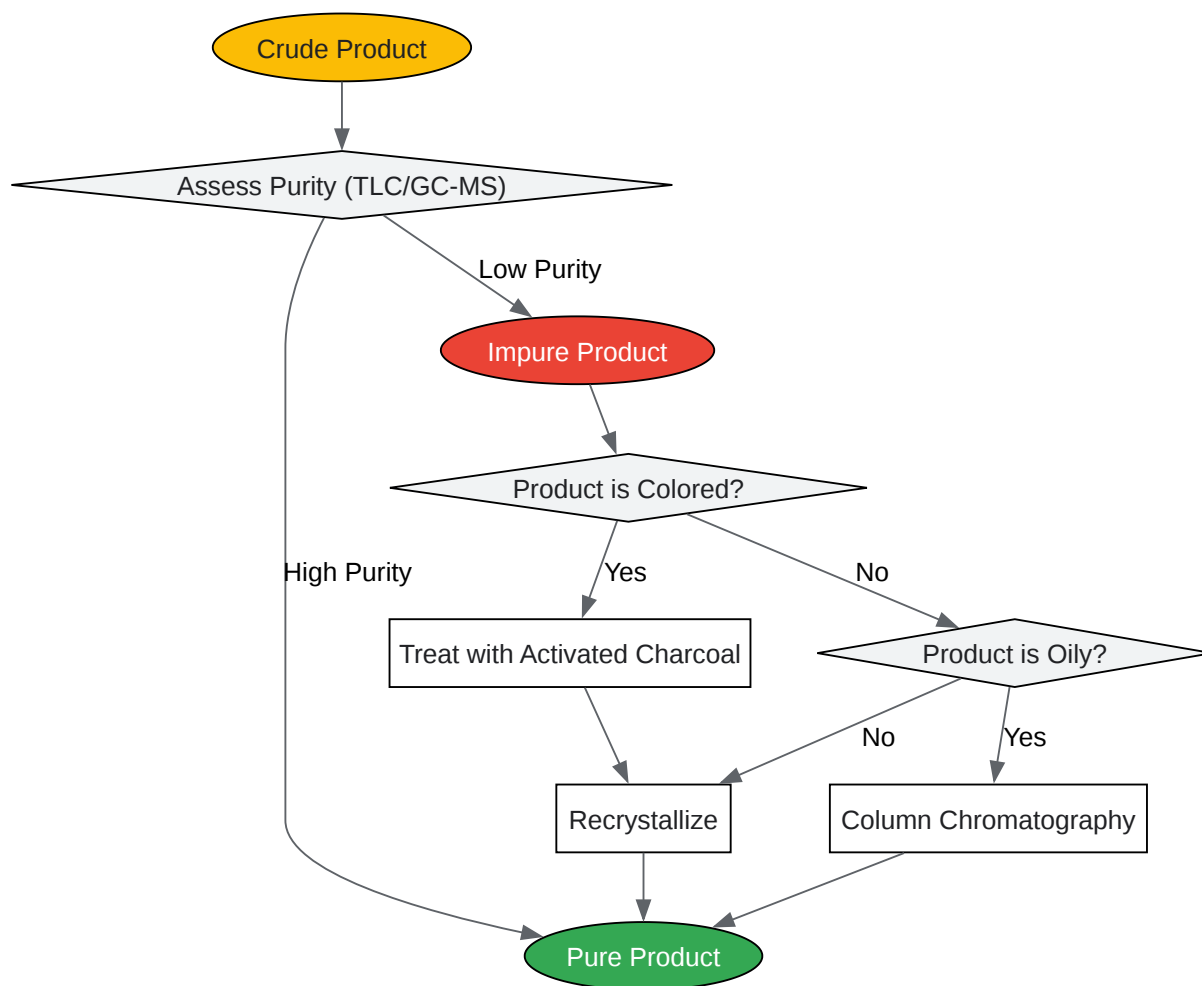 Crude Product
Assess Purity (TLC/GC-MS)
Low Purity
Impure Product
Product is Colored?
High Purity
Yes
No
Treat with Activated Charcoal
Product is Oily?
No
Yes
Recrystallize
Column Chromatography
Pure Product